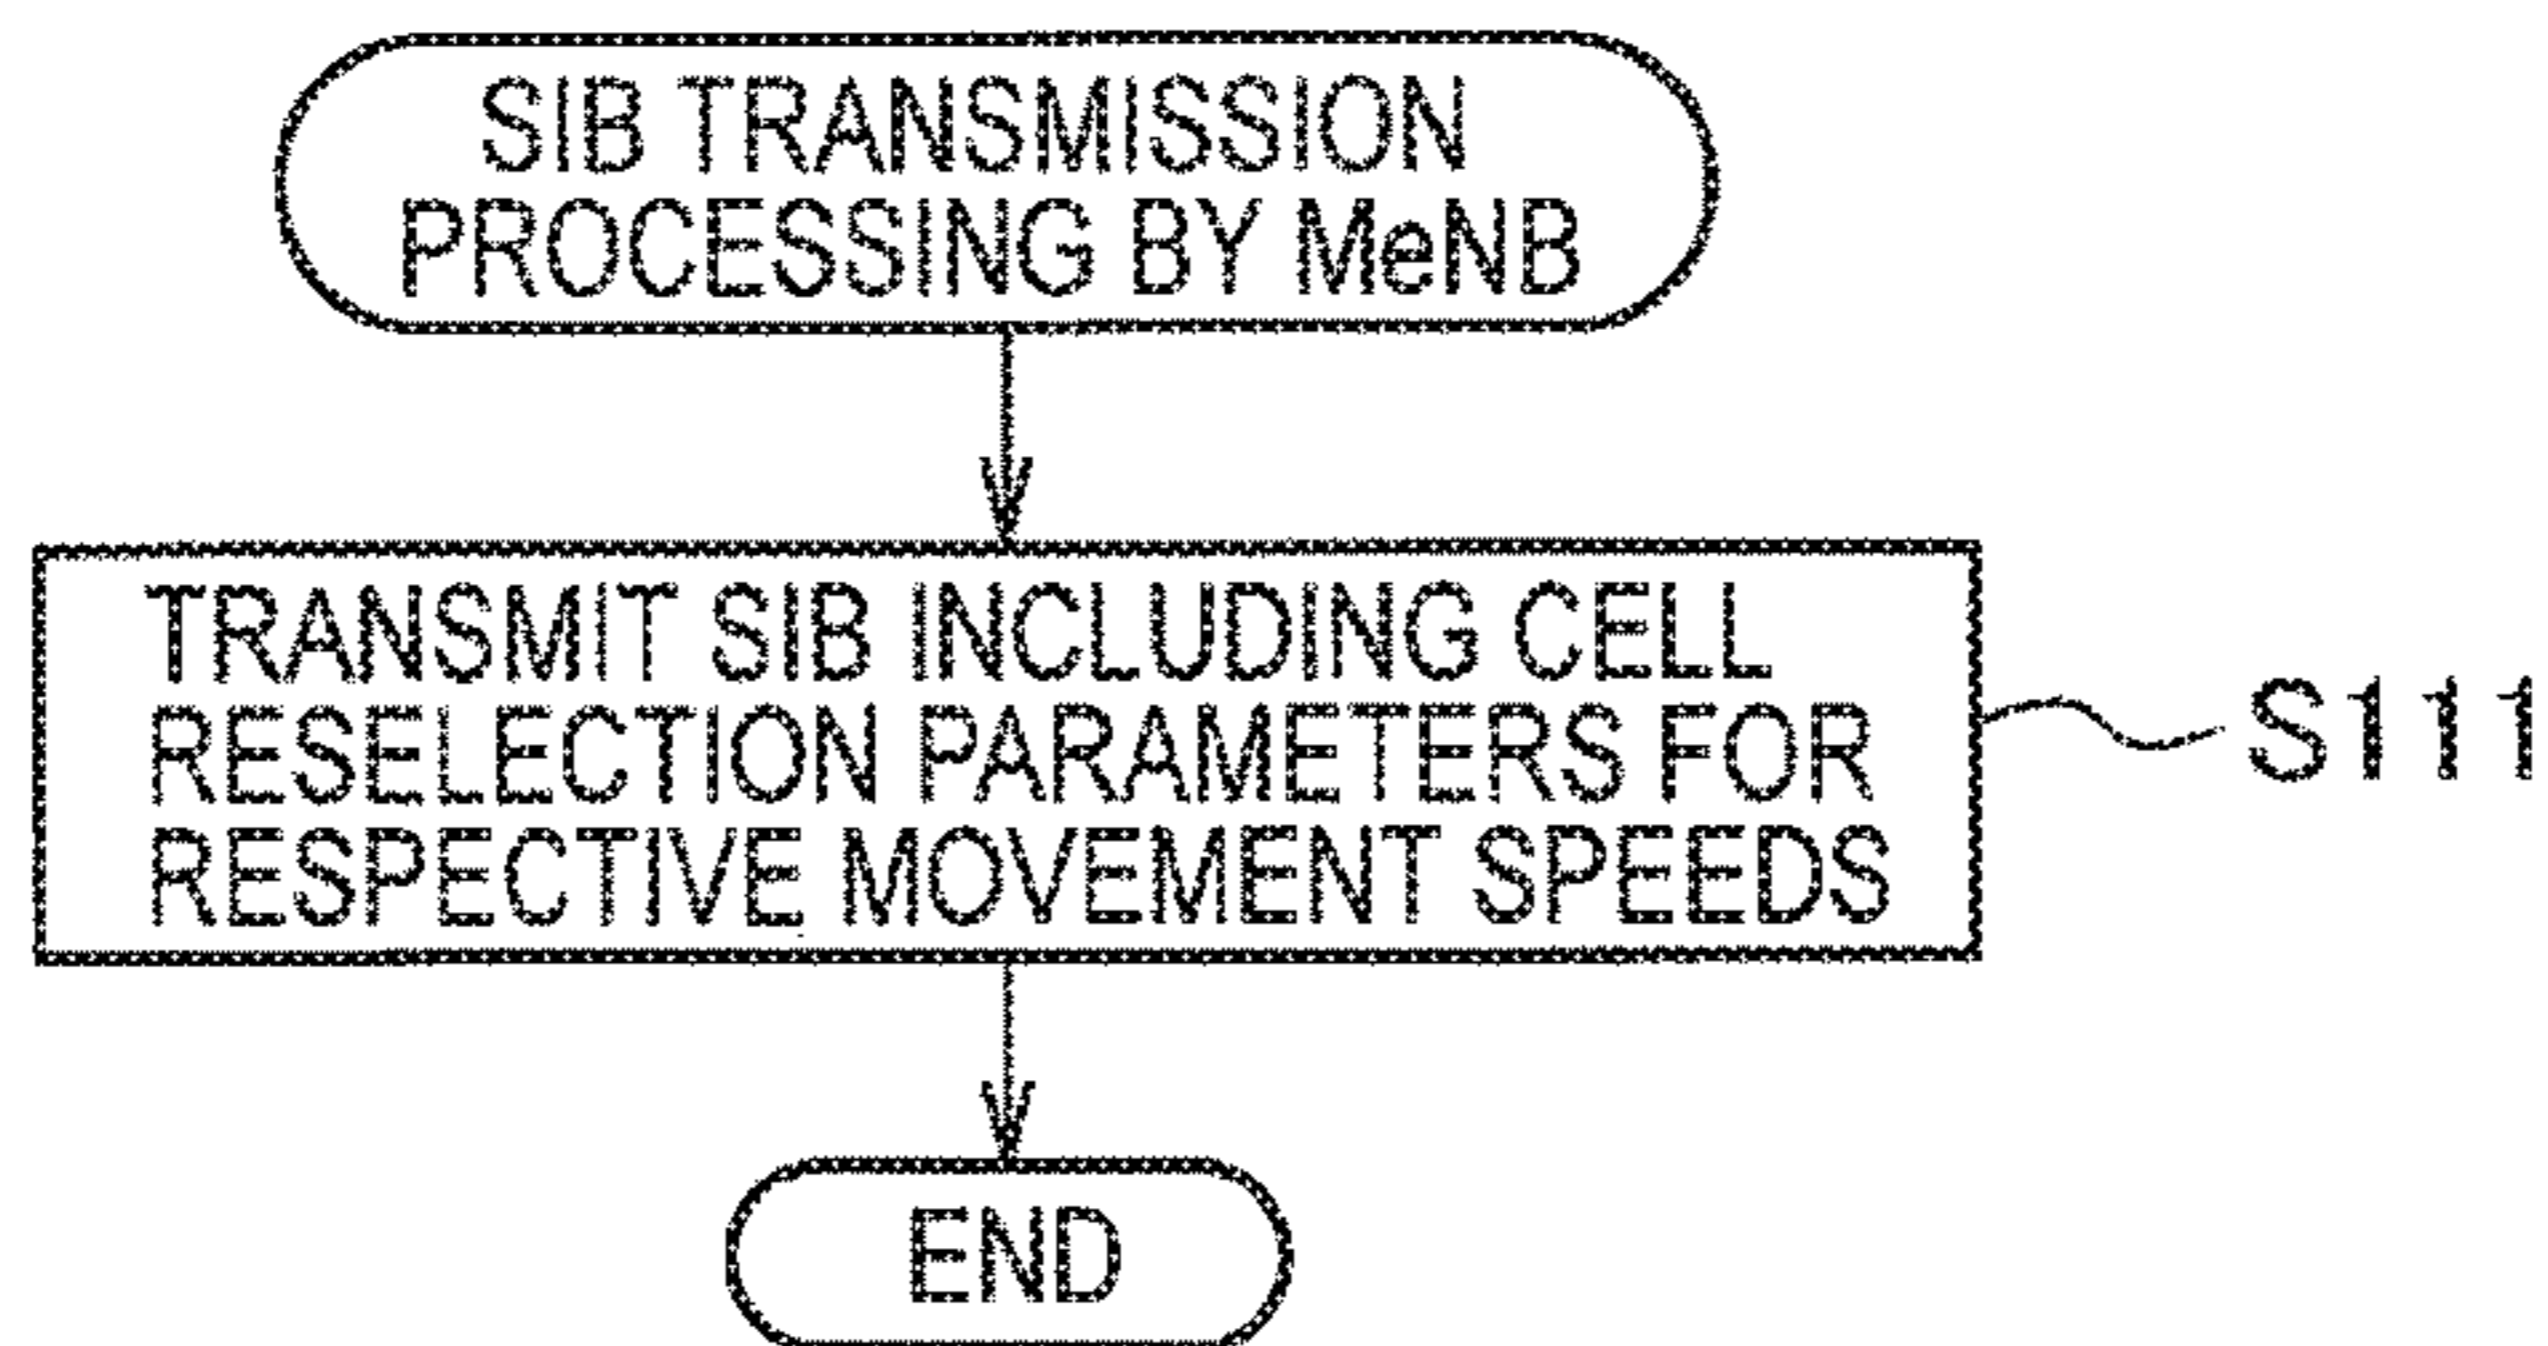 SIB TRANSMISSION
PROCESSING BY MeNB
TRANSMIT SIB INCLUDING CELL
RESELECTION PARAMETERS FOR
RESPECTIVE MOVEMENT SPEEDS
S111
END